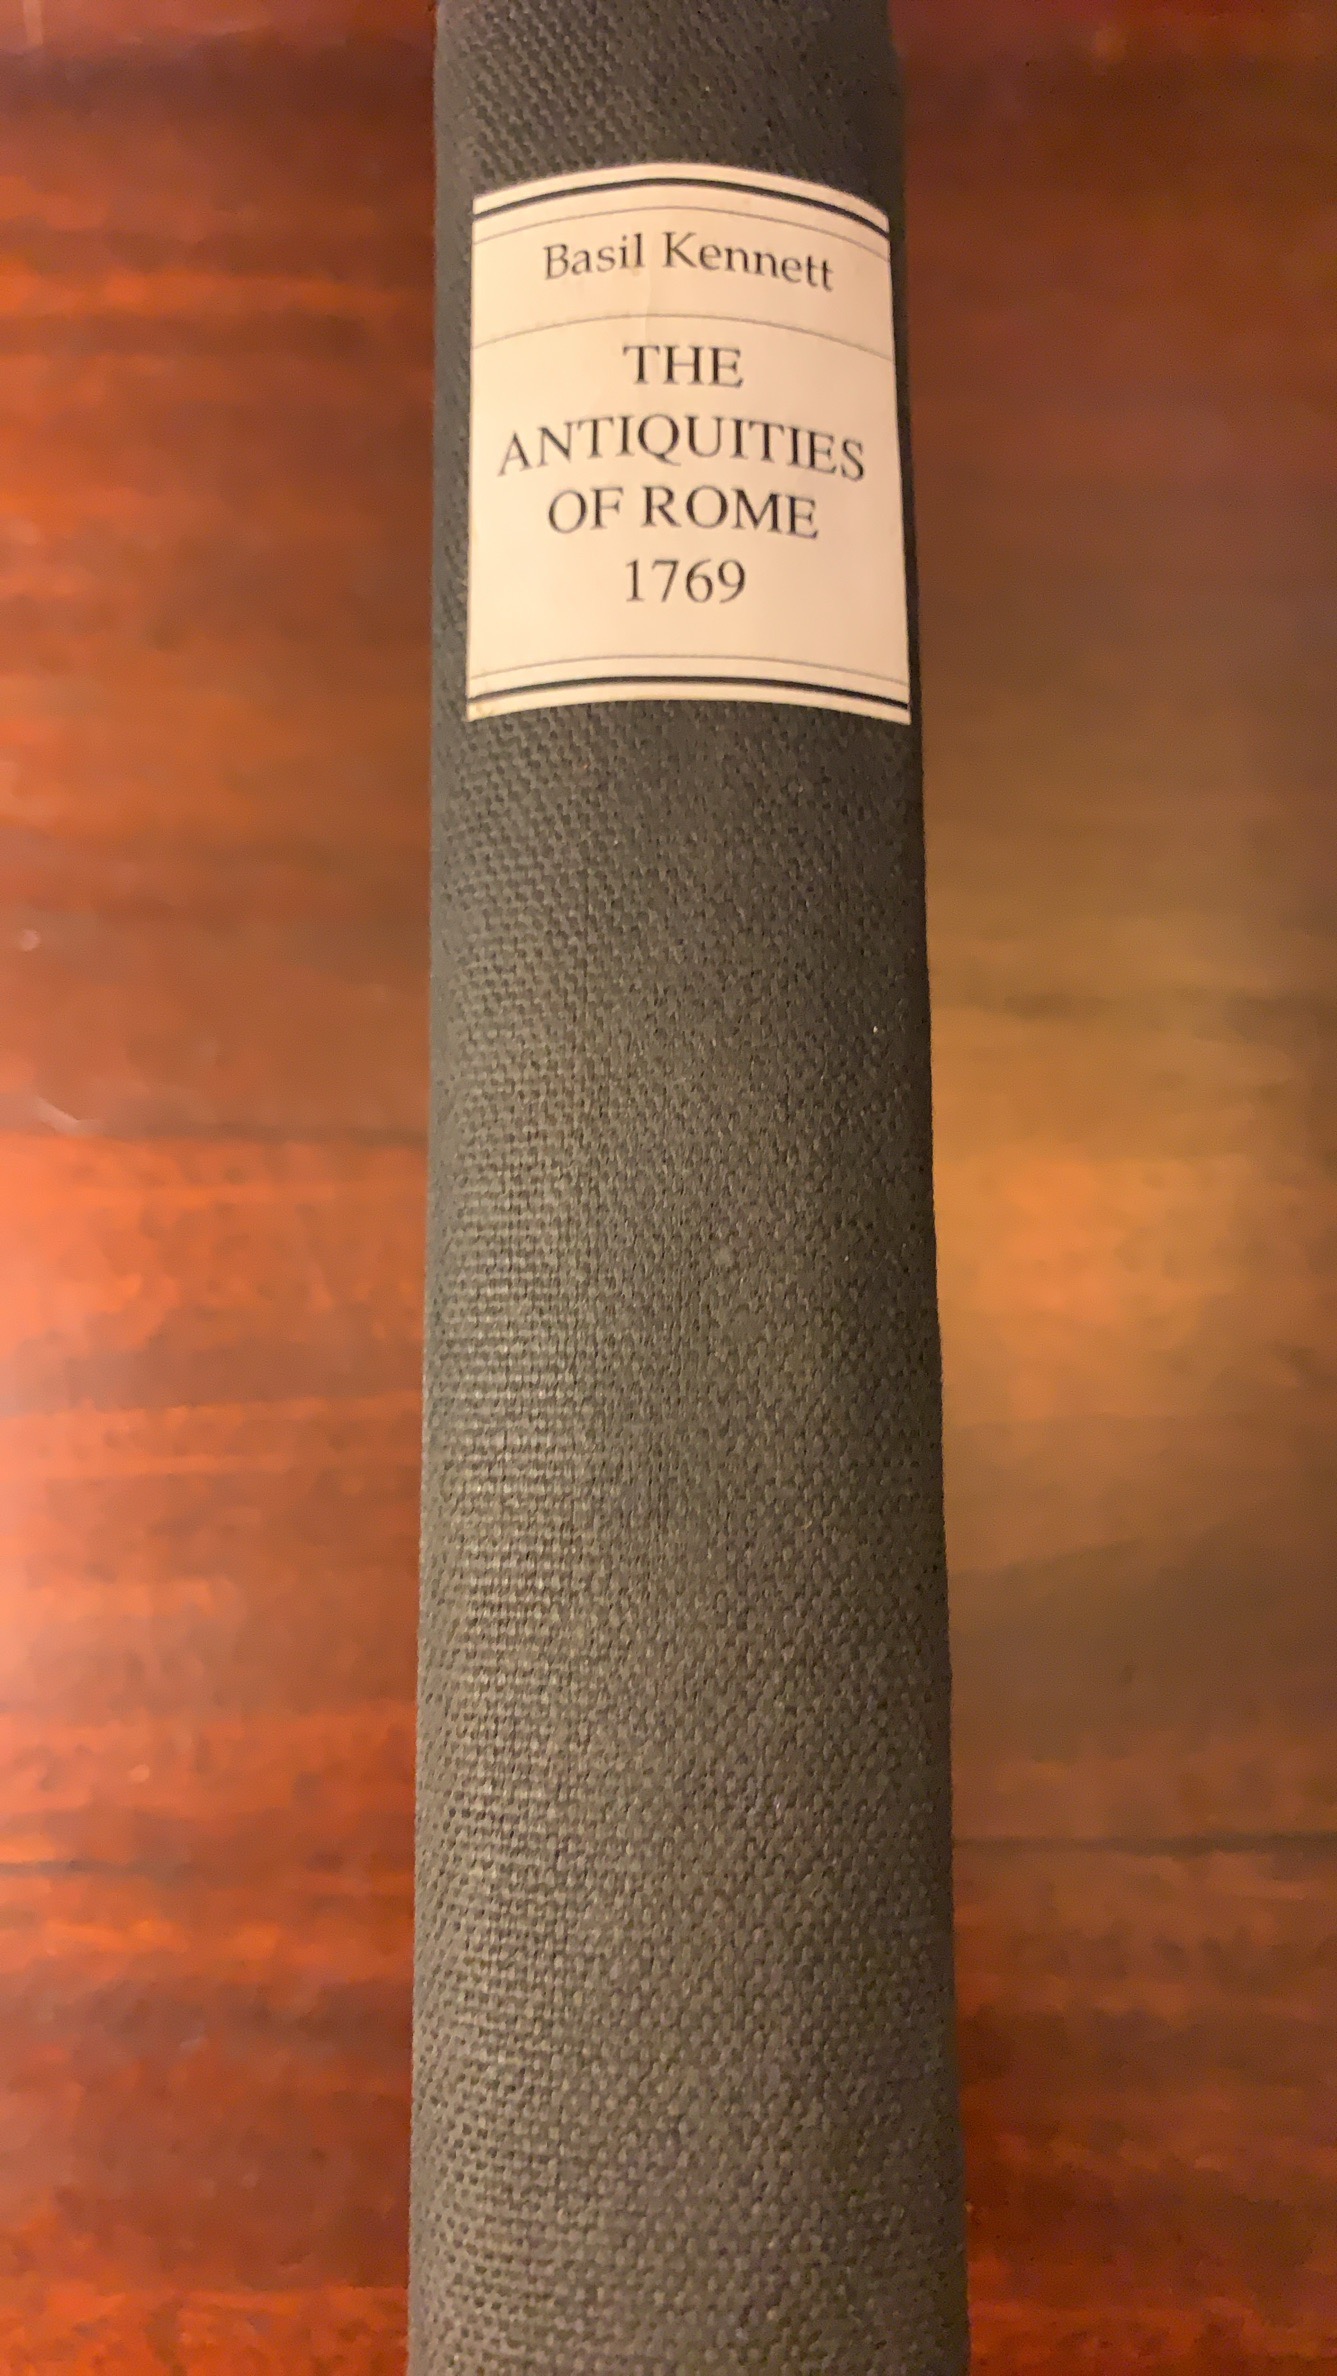 Basil Kennett
THE
ANTIQUITIES
OF ROME
1769